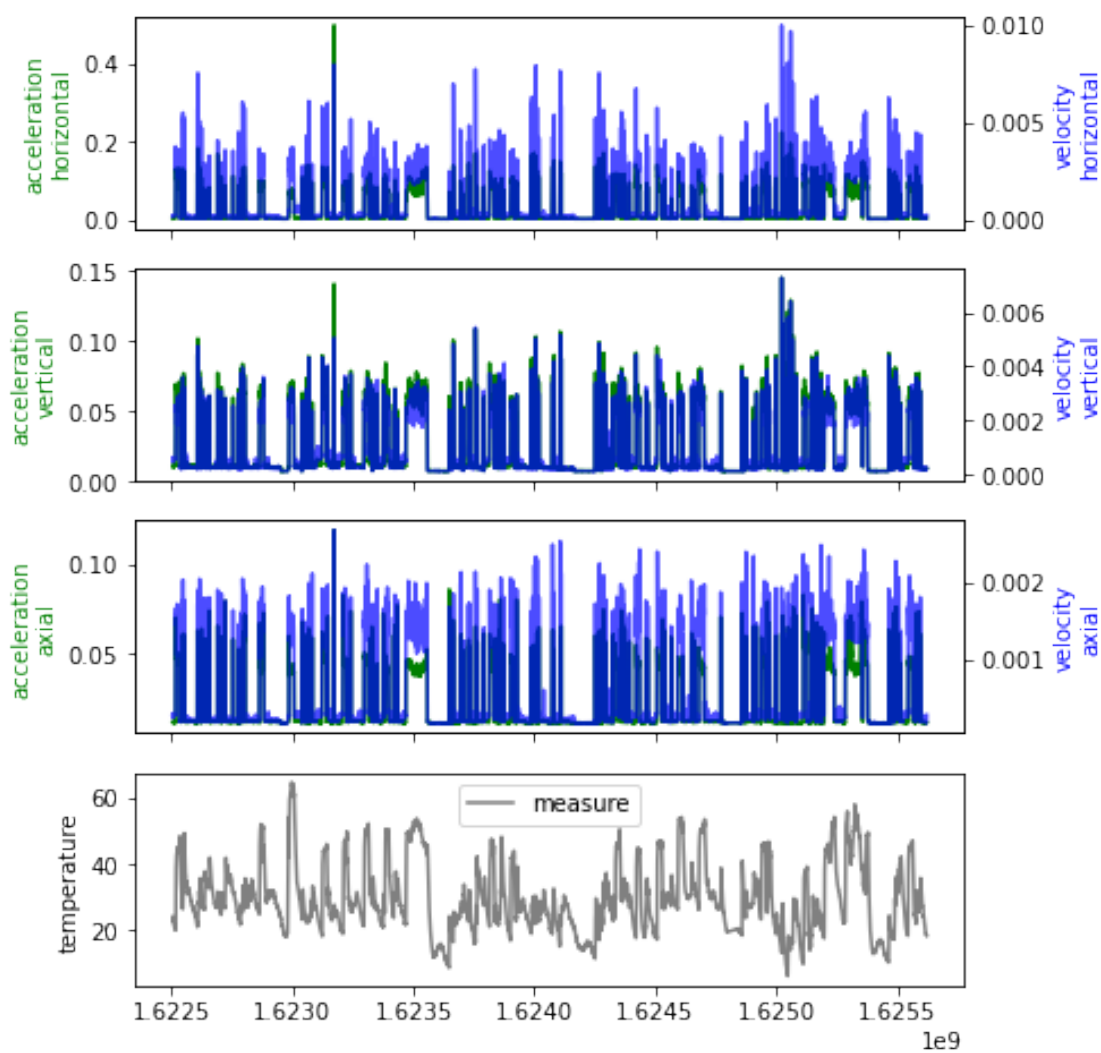 acceleration
horizontal
0.4
0.2
0.0
0.010
0.005
0.000
velocity
horizontal
acceleration
vertical
0.15
0.10
0.05
0.00
0.006
0.004
0.002
0.000
velocity
vertical
acceleration
axial
0.10
0.05
0.002
0.001
velocity
axial
temperature
60
40
20
measure
1.6225 1.6230 1.6235 1.6240 1.6245 1.6250 1.6255
1e9